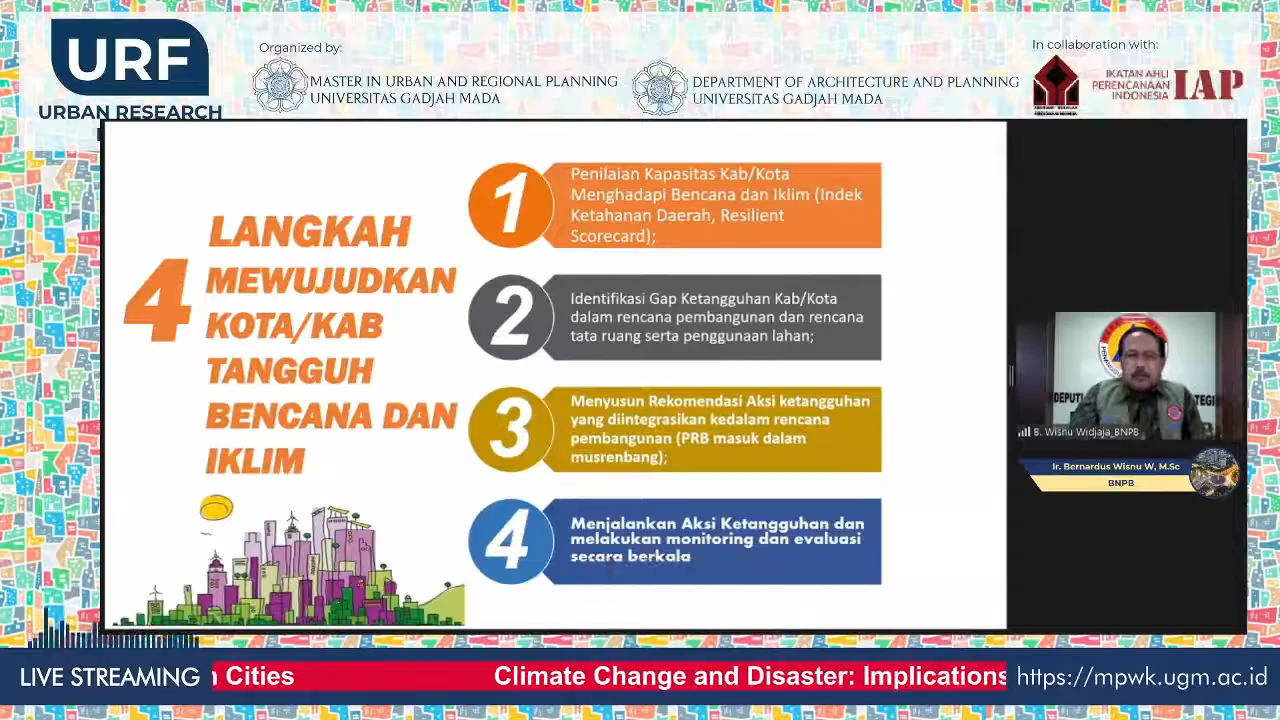 URF
URBAN RESEARCH
Organized by:
MASTER IN URBAN AND REGIONAL PLANNING
UNIVERSITAS GADJAH MADA
DEPARTMENT OF ARCHITECTURE AND PLANNING
UNIVERSITAS GADJAH MADA
In collaboration with:
IKATAN AHLI
PERENCANAAN
INDONESIA
IAP
4
LANGKAH
MEWUJUDKAN
KOTA/KAB
TANGGUH
BENCANA DAN
IKLIM
1
Penilaian Kapasitas Kab/Kota
Menghadapi Bencana dan Iklim (Indek
Ketahanan Daerah, Resilient
Scorecard);
2
Identifikasi Gap Ketangguhan Kab/Kota
dalam rencana pembangunan dan rencana
tata ruang serta penggunaan lahan;
3
Menyusun Rekomendasi Aksi ketangguhan
yang diintegrasikan kedalam rencana
pembangunan (PRB masuk dalam
musrenbang);
4
Menjalankan Aksi Ketangguhan dan
melakukan monitoring dan evaluasi
secara berkala
B. Wisnu Widjaja_BNPB
Ir. Bernardus Wisnu W, M.Sc
BNPB
LIVE STREAMING
n Cities
Climate Change and Disaster: Implications
https://mpwk.ugm.ac.id